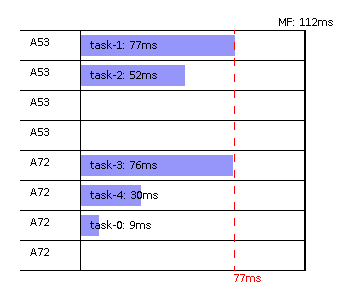 MF: 112ms
A53 task-1: 77ms
A53 task-2: 52ms
A53
A53
A72 task-3: 76ms
A72 task-4: 30ms
A72 task-0: 9ms
A72
77ms